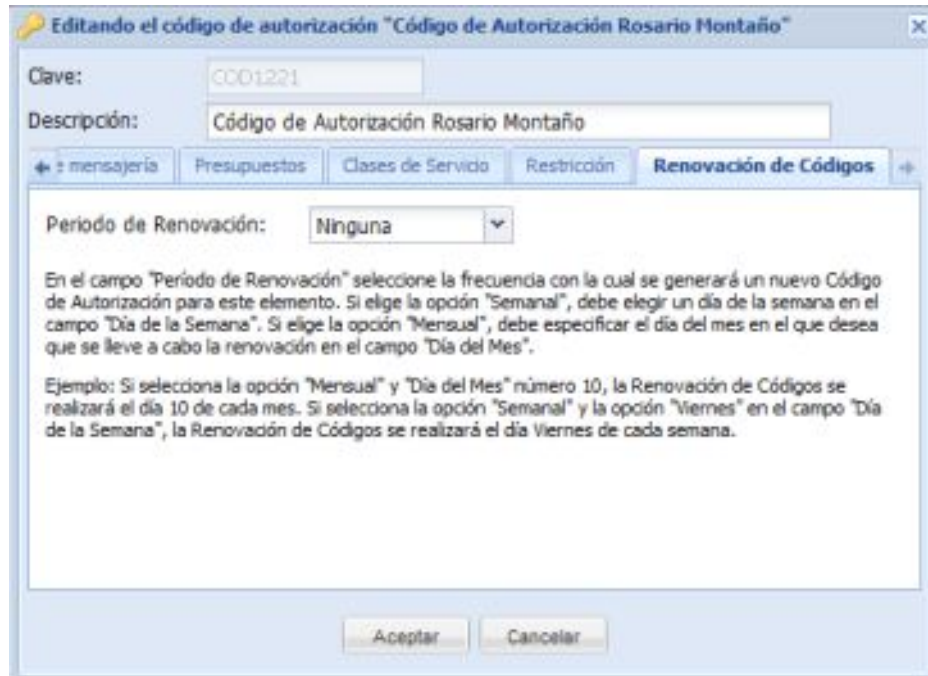 Editando el código de autorización "Código de Autorización Rosario Montaño"
Clave: COD1221
Descripción: Código de Autorización Rosario Montaño
mensajería Presupuestos Clases de Servicio Restricción Renovación de Códigos
Periodo de Renovación: Ninguna
En el campo "Período de Renovación" seleccione la frecuencia con la cual se generará un nuevo Código
de Autorización para este elemento. Si elige la opción "Semanal", debe elegir un día de la semana en el
campo "Día de la Semana". Si elige la opción "Mensual", debe especificar el día del mes en el que desea
que se lleve a cabo la renovación en el campo "Día del Mes".
Ejemplo: Si selecciona la opción "Mensual" y "Día del Mes" número 10, la Renovación de Códigos se
realizará el día 10 de cada mes. Si selecciona la opción "Semanal" y la opción "Viernes" en el campo "Día
de la Semana", la Renovación de Códigos se realizará el día Viernes de cada semana.
Aceptar Cancelar